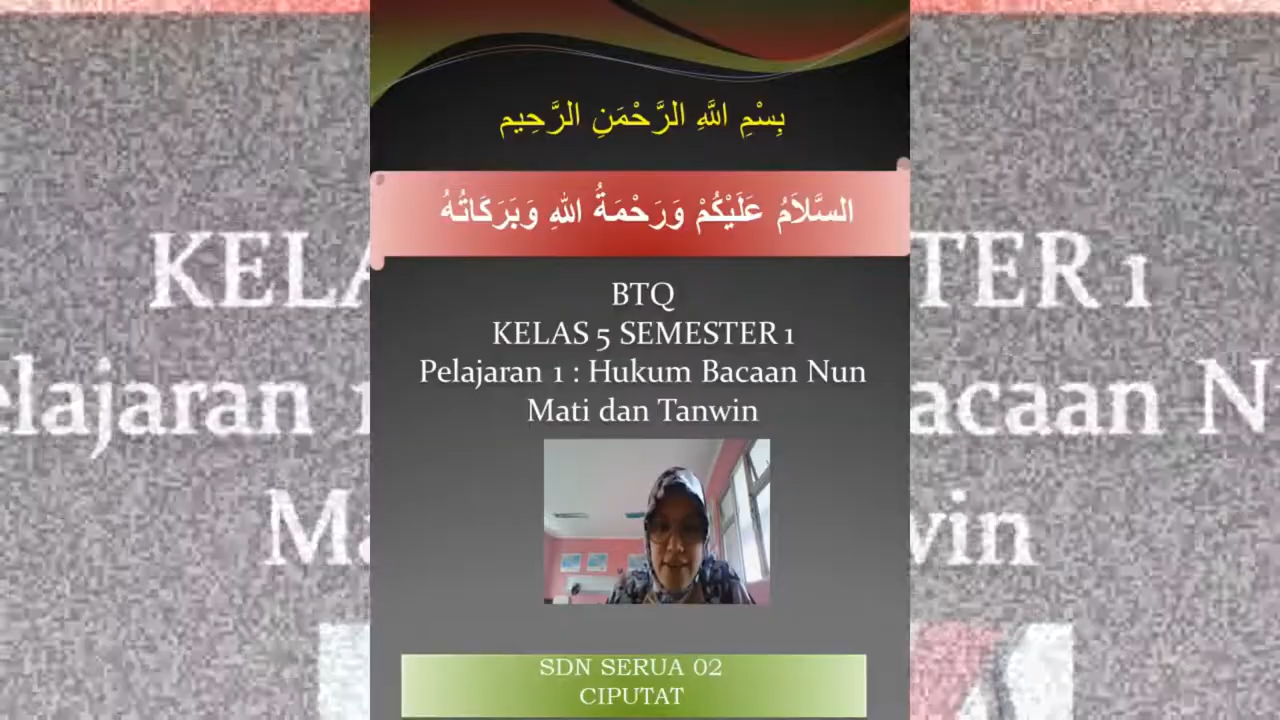 بِسْمِ اللَّهِ الرَّحْمَنِ الرَّحِيم
السَّلاَمُ عَلَيْكُمْ وَرَحْمَةُ اللهِ وَبَرَكَاتُهُ
BTQ
KELAS 5 SEMESTER 1
Pelajaran 1 : Hukum Bacaan Nun
Mati dan Tanwin
SDN SERUA 02
CIPUTAT